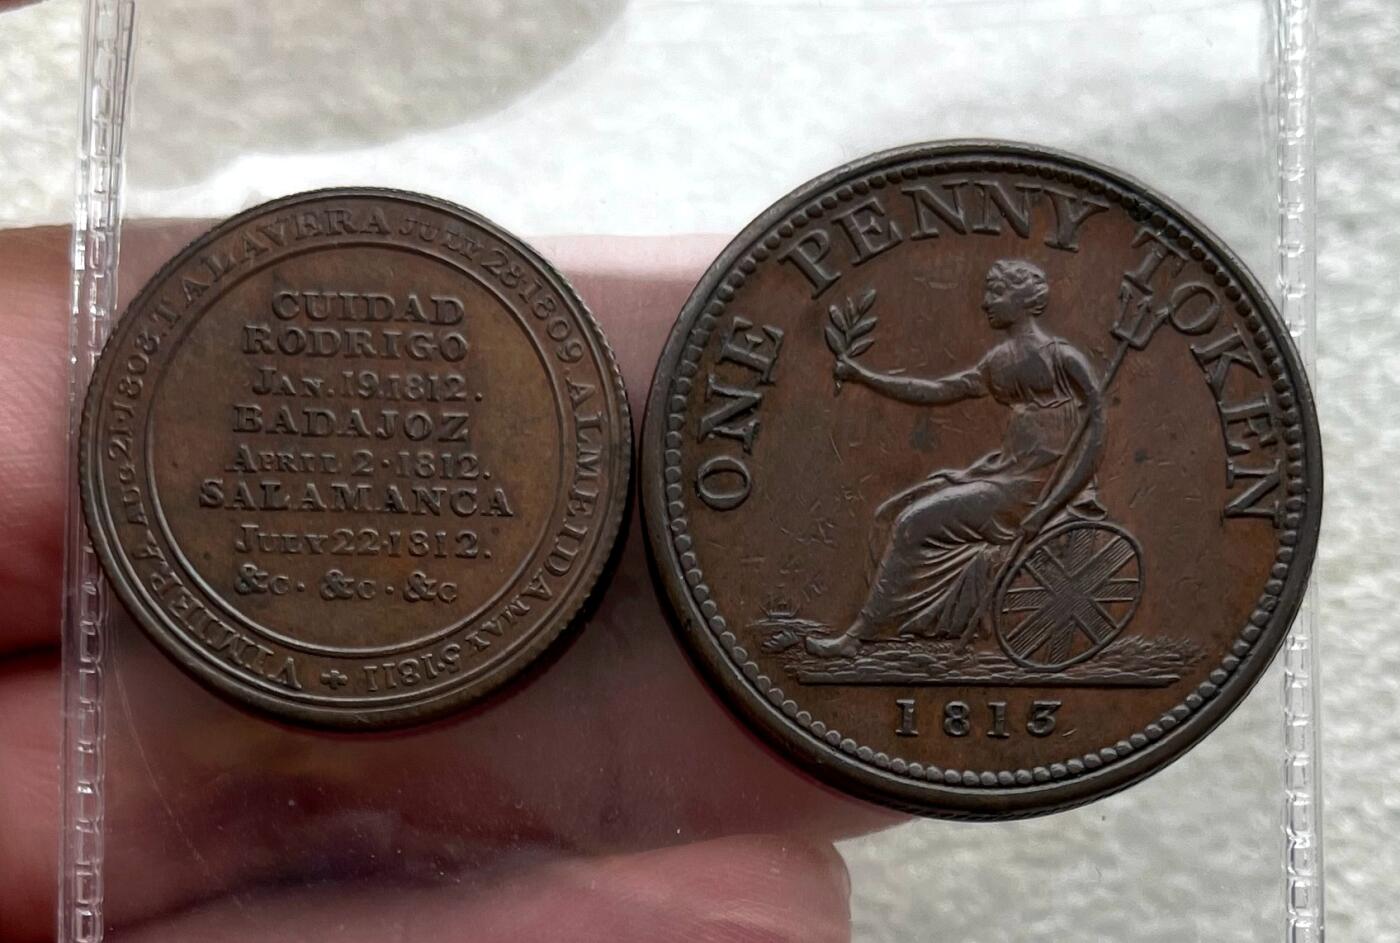 VIMIERA AUG 21·1808. TALAVERA JULY 28·1809. ALMEIDA MAY 5·1811 +
CUIDAD
RODRIGO
JAN. 19.1812.
BADAJOZ
APRIL 2·1812.
SALAMANCA
JULY 22·1812.
&c· &c· &c
ONE PENNY TOKEN
1813